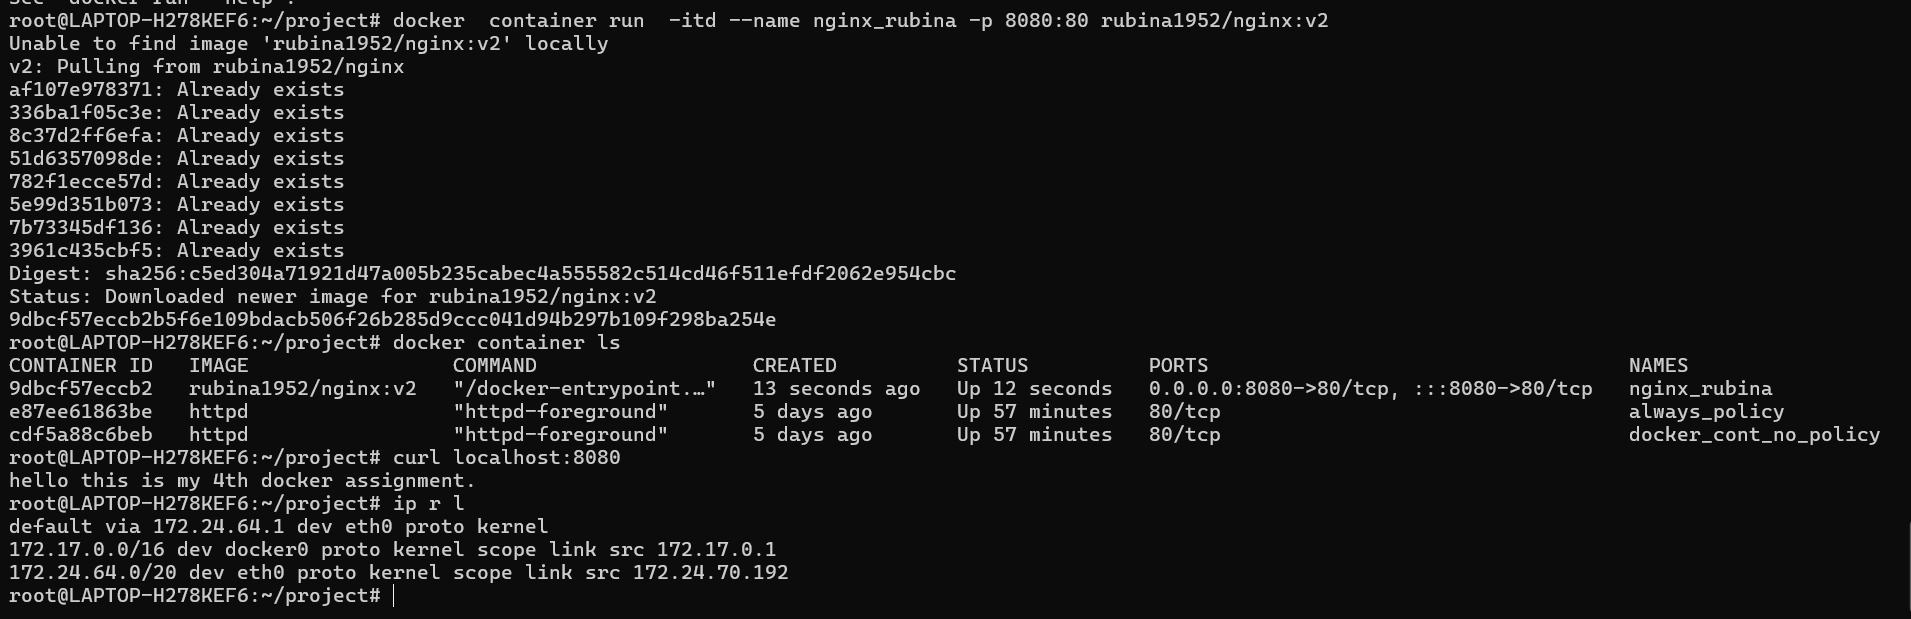 See 'docker run --help'.
root@LAPTOP-H278KEF6:~/project# docker  container run  -itd --name nginx_rubina -p 8080:80 rubina1952/nginx:v2
Unable to find image 'rubina1952/nginx:v2' locally
v2: Pulling from rubina1952/nginx
af107e978371: Already exists
336ba1f05c3e: Already exists
8c37d2ff6efa: Already exists
51d6357098de: Already exists
782f1ecce57d: Already exists
5e99d351b073: Already exists
7b73345df136: Already exists
3961c435cbf5: Already exists
Digest: sha256:c5ed304a71921d47a005b235cabec4a555582c514cd46f511efdf2062e954cbc
Status: Downloaded newer image for rubina1952/nginx:v2
9dbcf57eccb2b5f6e109bdacb506f26b285d9ccc041d94b297b109f298ba254e
root@LAPTOP-H278KEF6:~/project# docker container ls
CONTAINER ID   IMAGE                 COMMAND                  CREATED          STATUS          PORTS                                   NAMES
9dbcf57eccb2   rubina1952/nginx:v2   "/docker-entrypoint.…"   13 seconds ago   Up 12 seconds   0.0.0.0:8080->80/tcp, :::8080->80/tcp   nginx_rubina
e87ee61863be   httpd                 "httpd-foreground"       5 days ago       Up 57 minutes   80/tcp                                  always_policy
cdf5a88c6beb   httpd                 "httpd-foreground"       5 days ago       Up 57 minutes   80/tcp                                  docker_cont_no_policy
root@LAPTOP-H278KEF6:~/project# curl localhost:8080
hello this is my 4th docker assignment.
root@LAPTOP-H278KEF6:~/project# ip r l
default via 172.24.64.1 dev eth0 proto kernel
172.17.0.0/16 dev docker0 proto kernel scope link src 172.17.0.1
172.24.64.0/20 dev eth0 proto kernel scope link src 172.24.70.192
root@LAPTOP-H278KEF6:~/project#